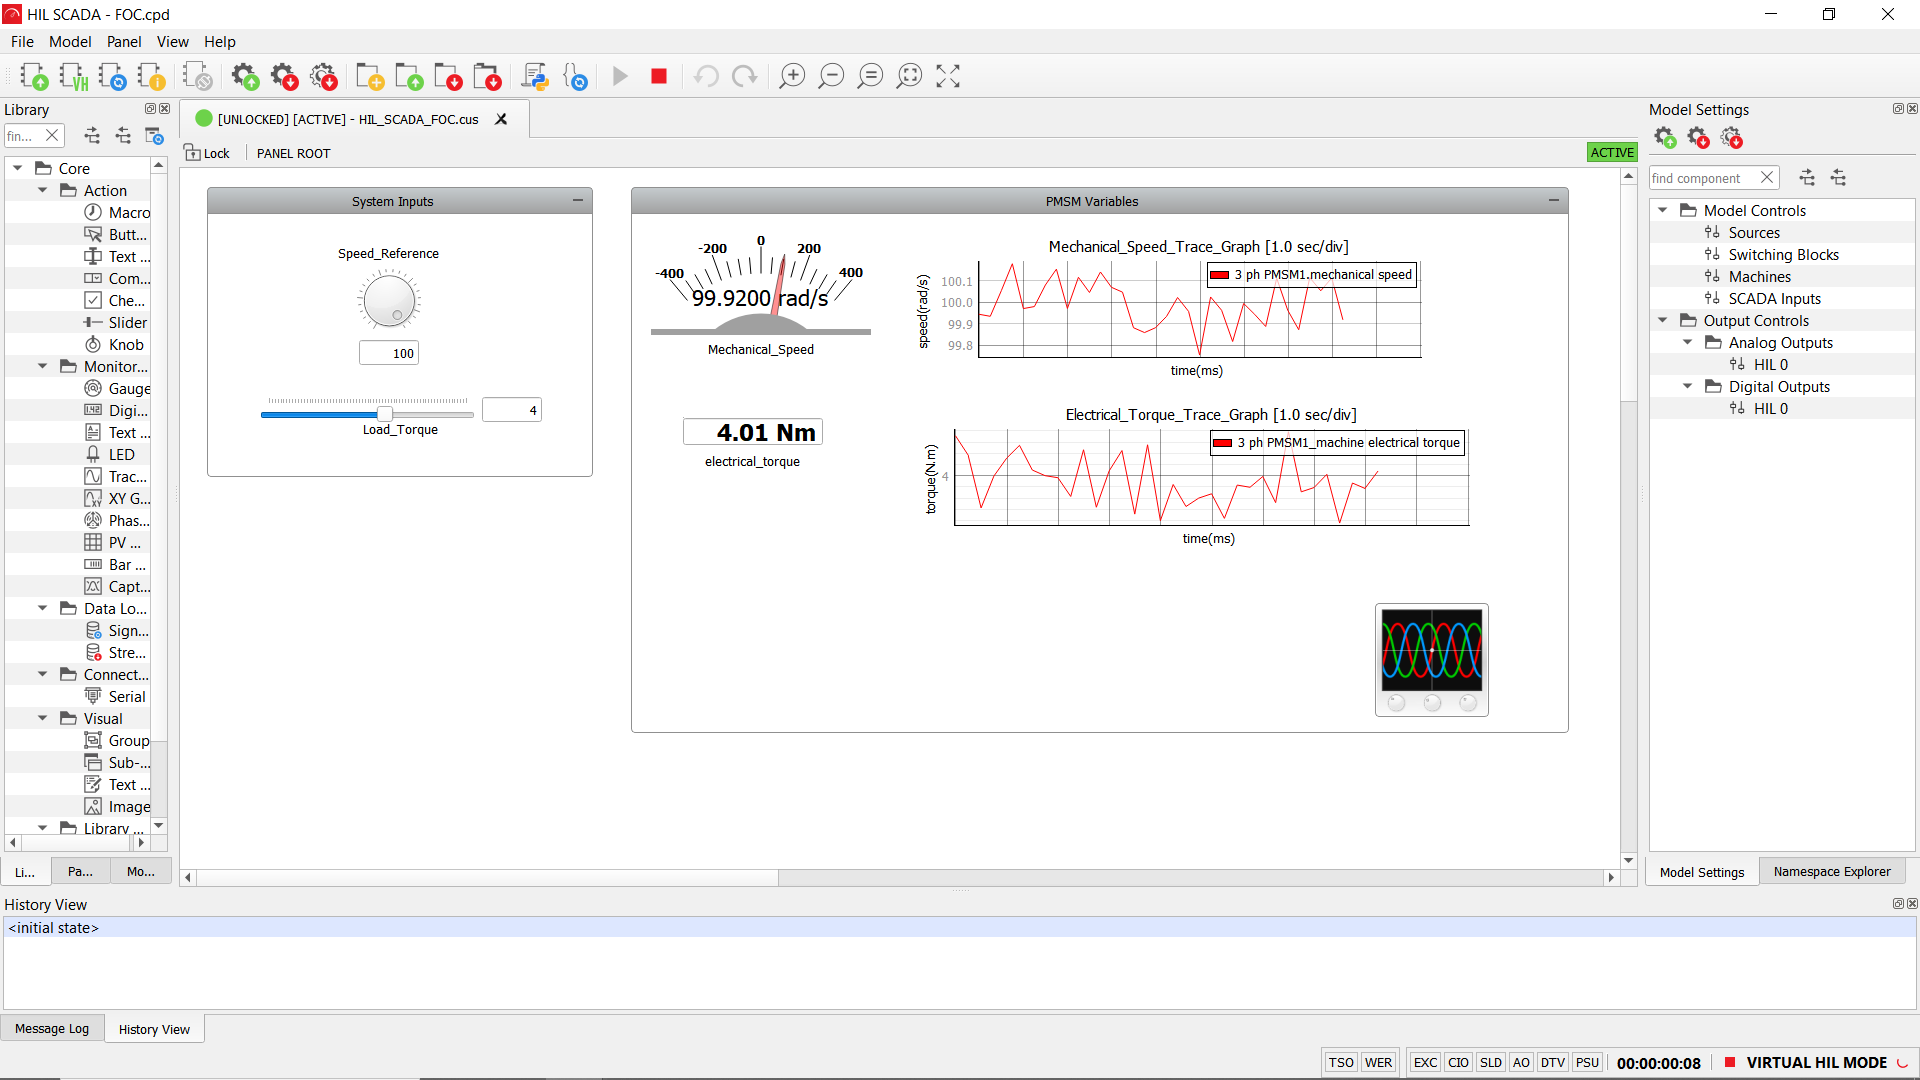 HIL SCADA - FOC.cpd
File Model Panel View Help
Library
fin...
[UNLOCKED] [ACTIVE] - HIL_SCADA_FOC.cus
Lock PANEL ROOT ACTIVE
Core
Action
Macro
Butt...
Text ...
Com...
Che...
Slider
Knob
Monitor...
Gauge
Digi...
Text ...
LED
Trac...
XY G...
Phas...
PV ...
Bar ...
Capt...
Data Lo...
Sign...
Stre...
Connect...
Serial
Visual
Group
Sub-...
Text ...
Image
Library ...
Li... Pa... Mo...
System Inputs
Speed_Reference
100
4
Load_Torque
PMSM Variables
-400 -200 0 200 400
99.9200 rad/s
Mechanical_Speed
4.01 Nm
electrical_torque
Mechanical_Speed_Trace_Graph [1.0 sec/div]
3 ph PMSM1.mechanical speed
speed(rad/s)
100.1
100.0
99.9
99.8
time(ms)
Electrical_Torque_Trace_Graph [1.0 sec/div]
3 ph PMSM1_machine electrical torque
torque(N.m)
4
time(ms)
Model Settings
find component
Model Controls
Sources
Switching Blocks
Machines
SCADA Inputs
Output Controls
Analog Outputs
HIL 0
Digital Outputs
HIL 0
Model Settings Namespace Explorer
History View
<initial state>
Message Log History View
TSO WER EXC CIO SLD AO DTV PSU 00:00:00:08 VIRTUAL HIL MODE